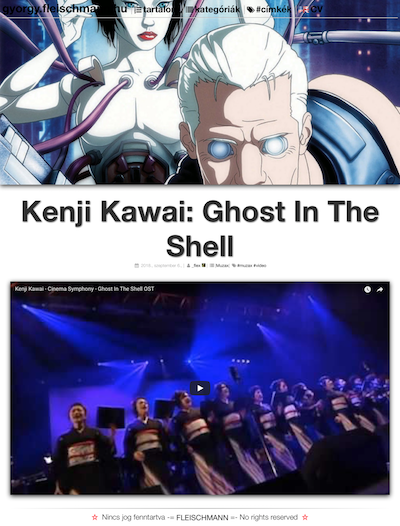 gyorgy.fleischmann.hu tartalom kategóriák #címkék CV
Kenji Kawai: Ghost In The
Shell
Kenji Kawai - Cinema Symphony - Ghost In The Shell OST
Nincs jog fenntartva -= FLEISCHMANN =- No rights reserved